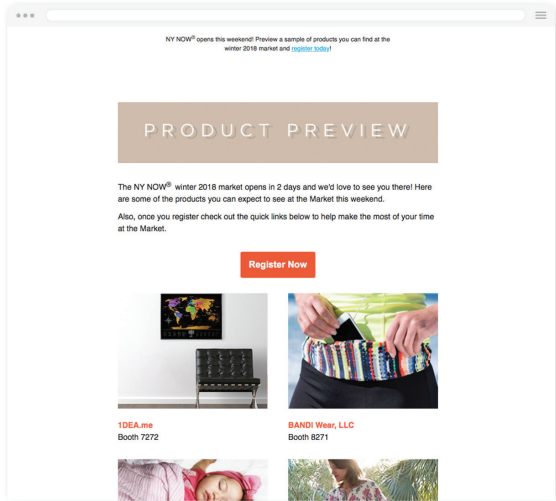 NY NOW® opens this weekend! Preview a sample of products you can find at the
winter 2018 market and register today!
PRODUCT PREVIEW
The NY NOW® winter 2018 market opens in 2 days and we'd love to see you there! Here
are some of the products you can expect to see at the Market this weekend.
Also, once you register check out the quick links below to help make the most of your time
at the Market.
Register Now
1DEA.me
Booth 7272
BANDI Wear, LLC
Booth 8271